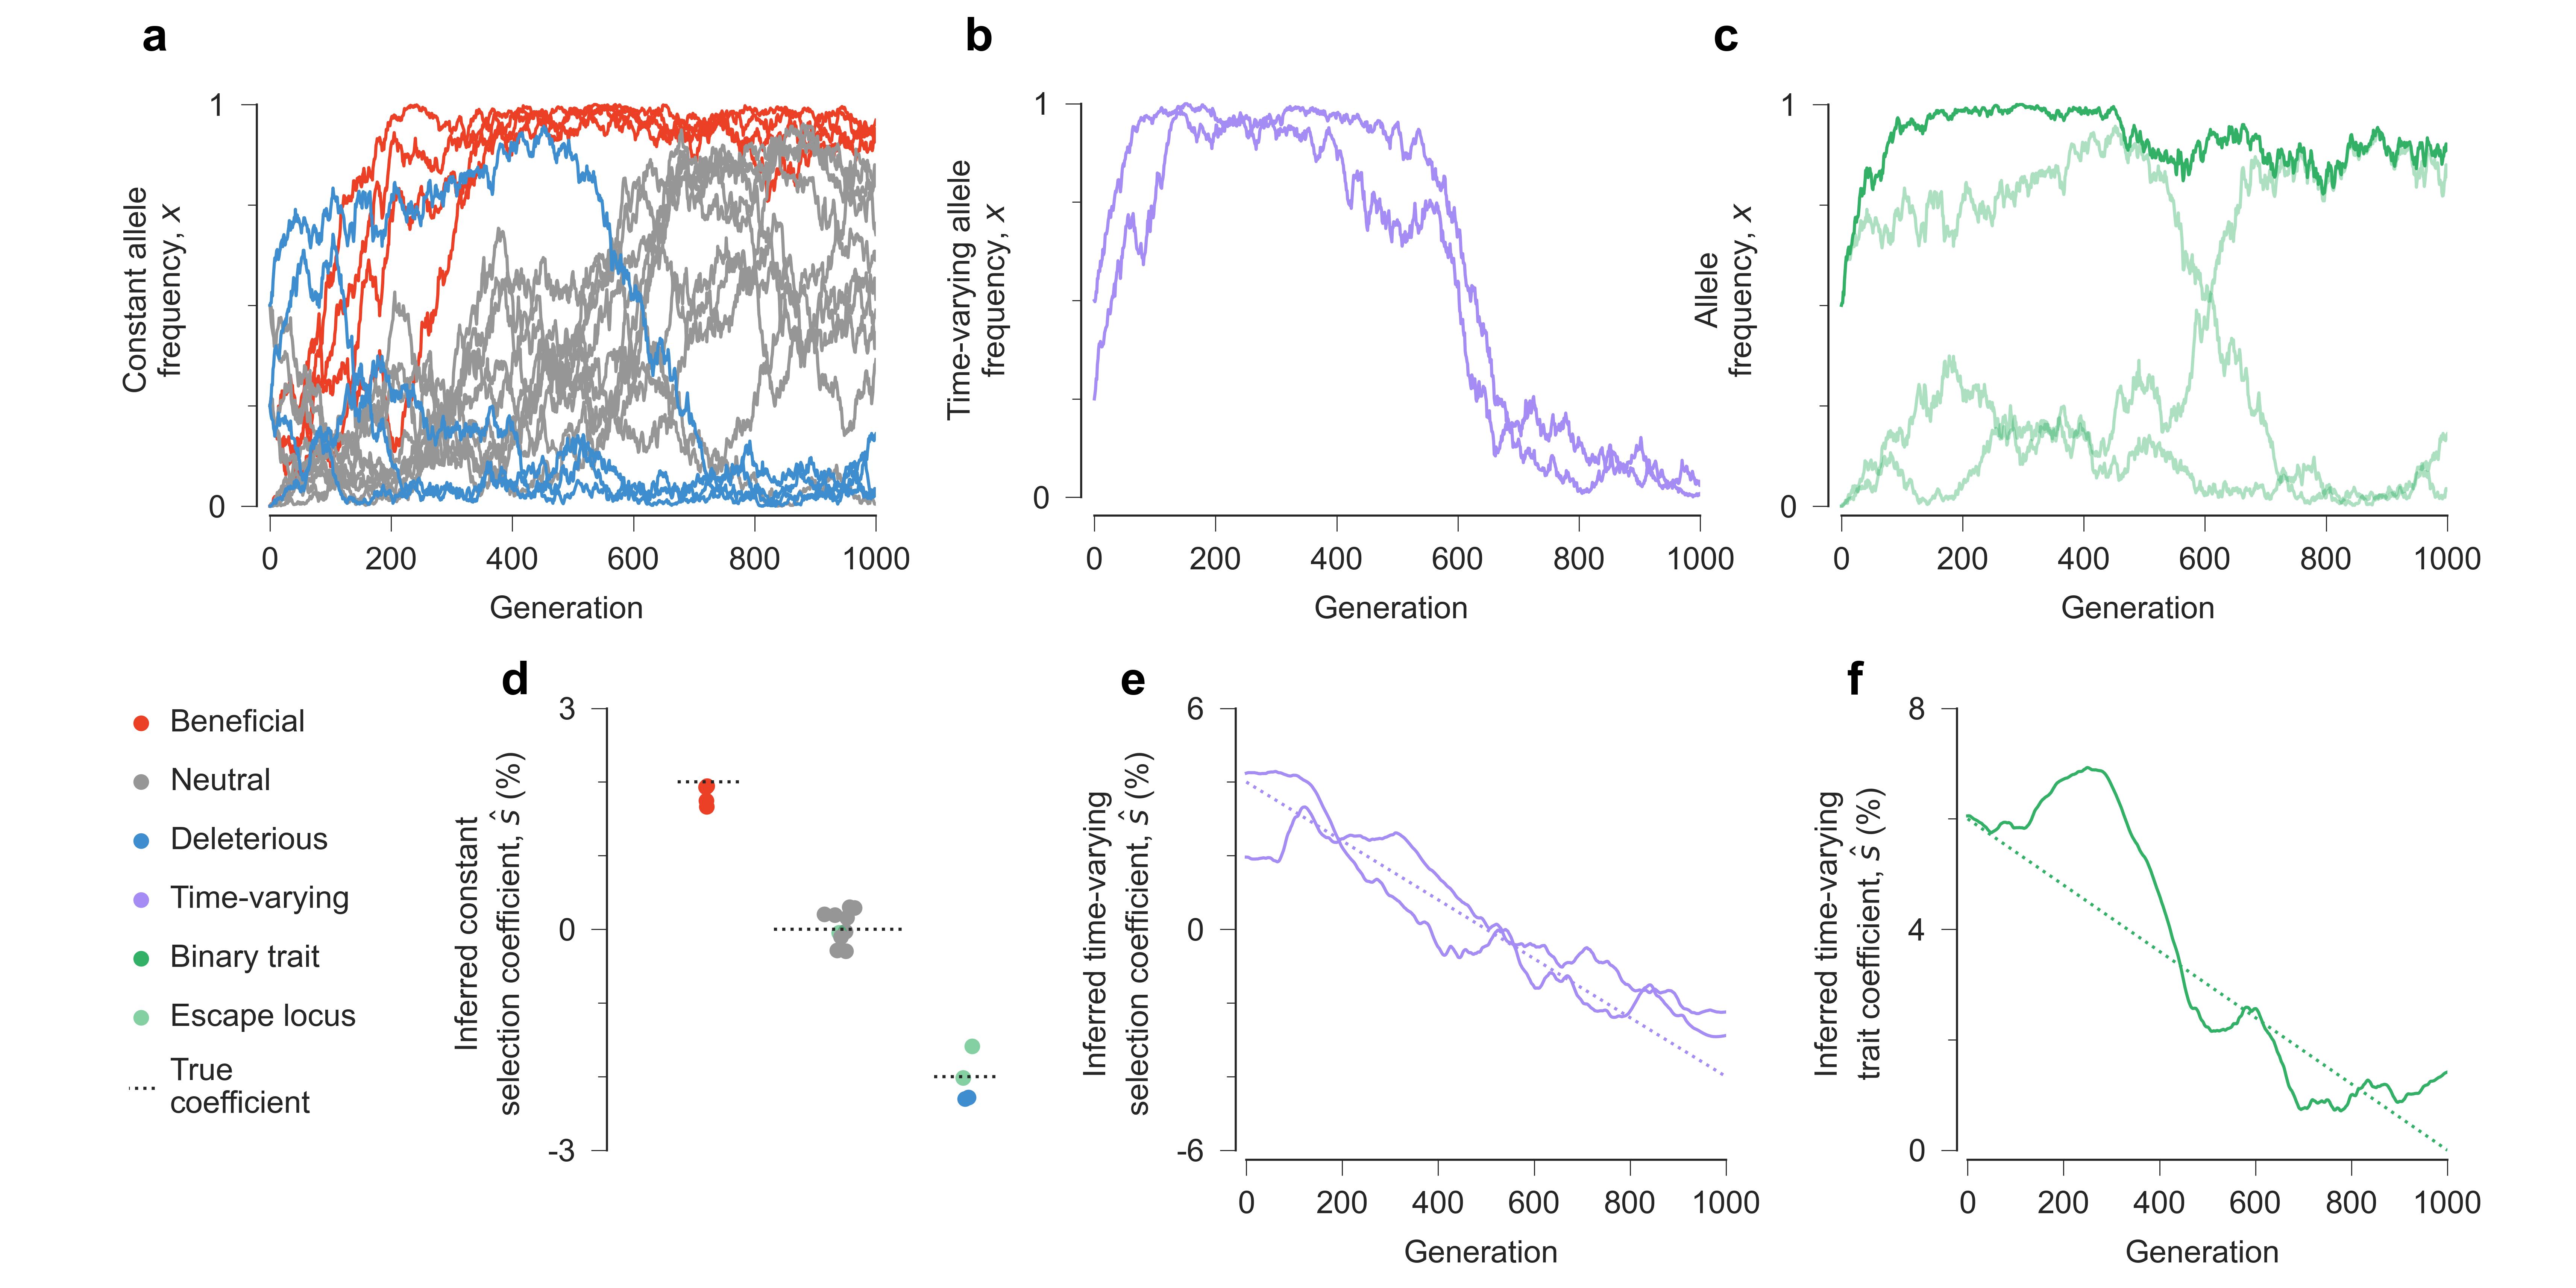 a
Constant allele
frequency, x
1
0
0 200 400 600 800 1000
Generation
b
Time-varying allele
frequency, x
1
0
0 200 400 600 800 1000
Generation
c
Allele
frequency, x
1
0
0 200 400 600 800 1000
Generation
Beneficial
Neutral
Deleterious
Time-varying
Binary trait
Escape locus
True
coefficient
d
Inferred constant
selection coefficient, ŝ (%)
3
0
-3
e
Inferred time-varying
selection coefficient, ŝ (%)
6
0
-6
0 200 400 600 800 1000
Generation
f
Inferred time-varying
trait coefficient, ŝ (%)
8
4
0
0 200 400 600 800 1000
Generation